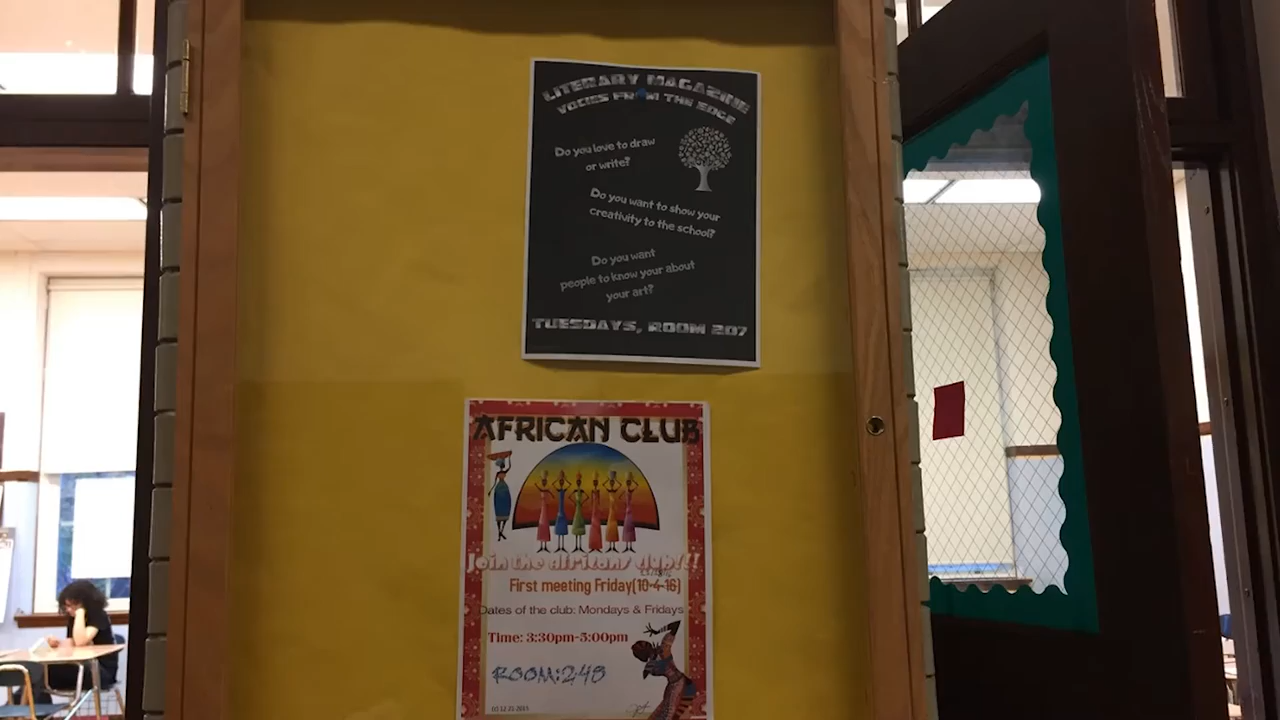 LITERARY MAGAZINE
VOICES FROM THE EDGE
Do you love to draw
or write?
Do you want to show your
creativity to the school?
Do you want
people to know your about
your art?
TUESDAYS, ROOM 207
AFRICAN CLUB
Join the Africans club!!!
First meeting Friday(10-4-16)
Dates of the club: Mondays & Fridays
Time: 3:30pm-5:00pm
ROOM:248